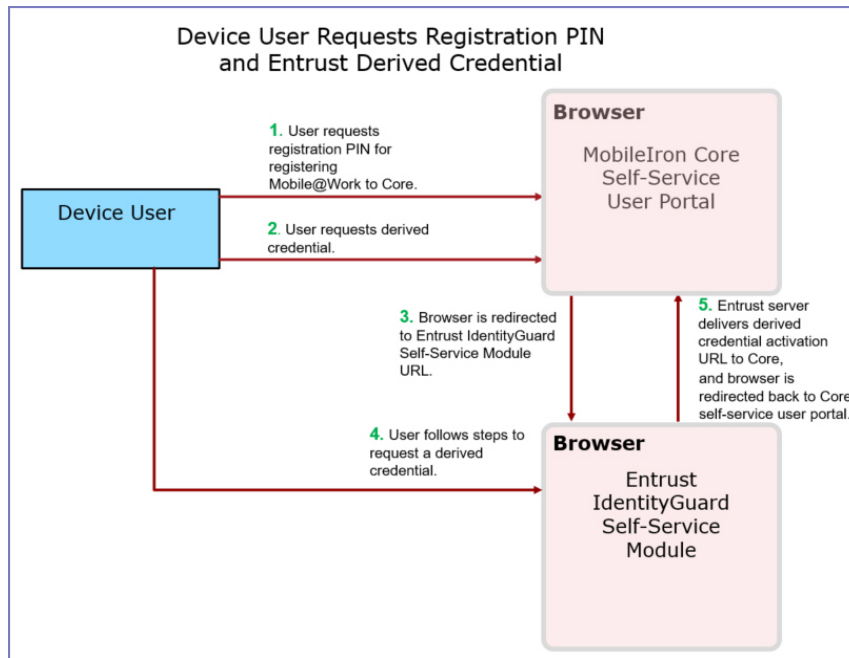 Device User Requests Registration PIN
and Entrust Derived Credential
Browser
MobileIron Core
Self-Service
User Portal
1. User requests
registration PIN for
registering
Mobile@Work to Core.
Device User
2. User requests derived
credential.
3. Browser is redirected
to Entrust IdentityGuard
Self-Service Module
URL.
5. Entrust server
delivers derived
credential activation
URL to Core,
and browser is
redirected back to Core
self-service user portal.
4. User follows steps to
request a derived
credential.
Browser
Entrust
IdentityGuard
Self-Service
Module